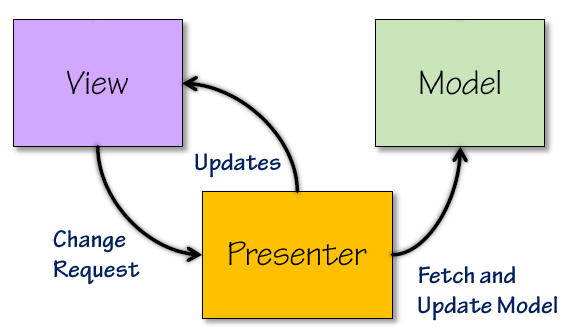 View
Model
Updates
Change
Request
Presenter
Fetch and
Update Model